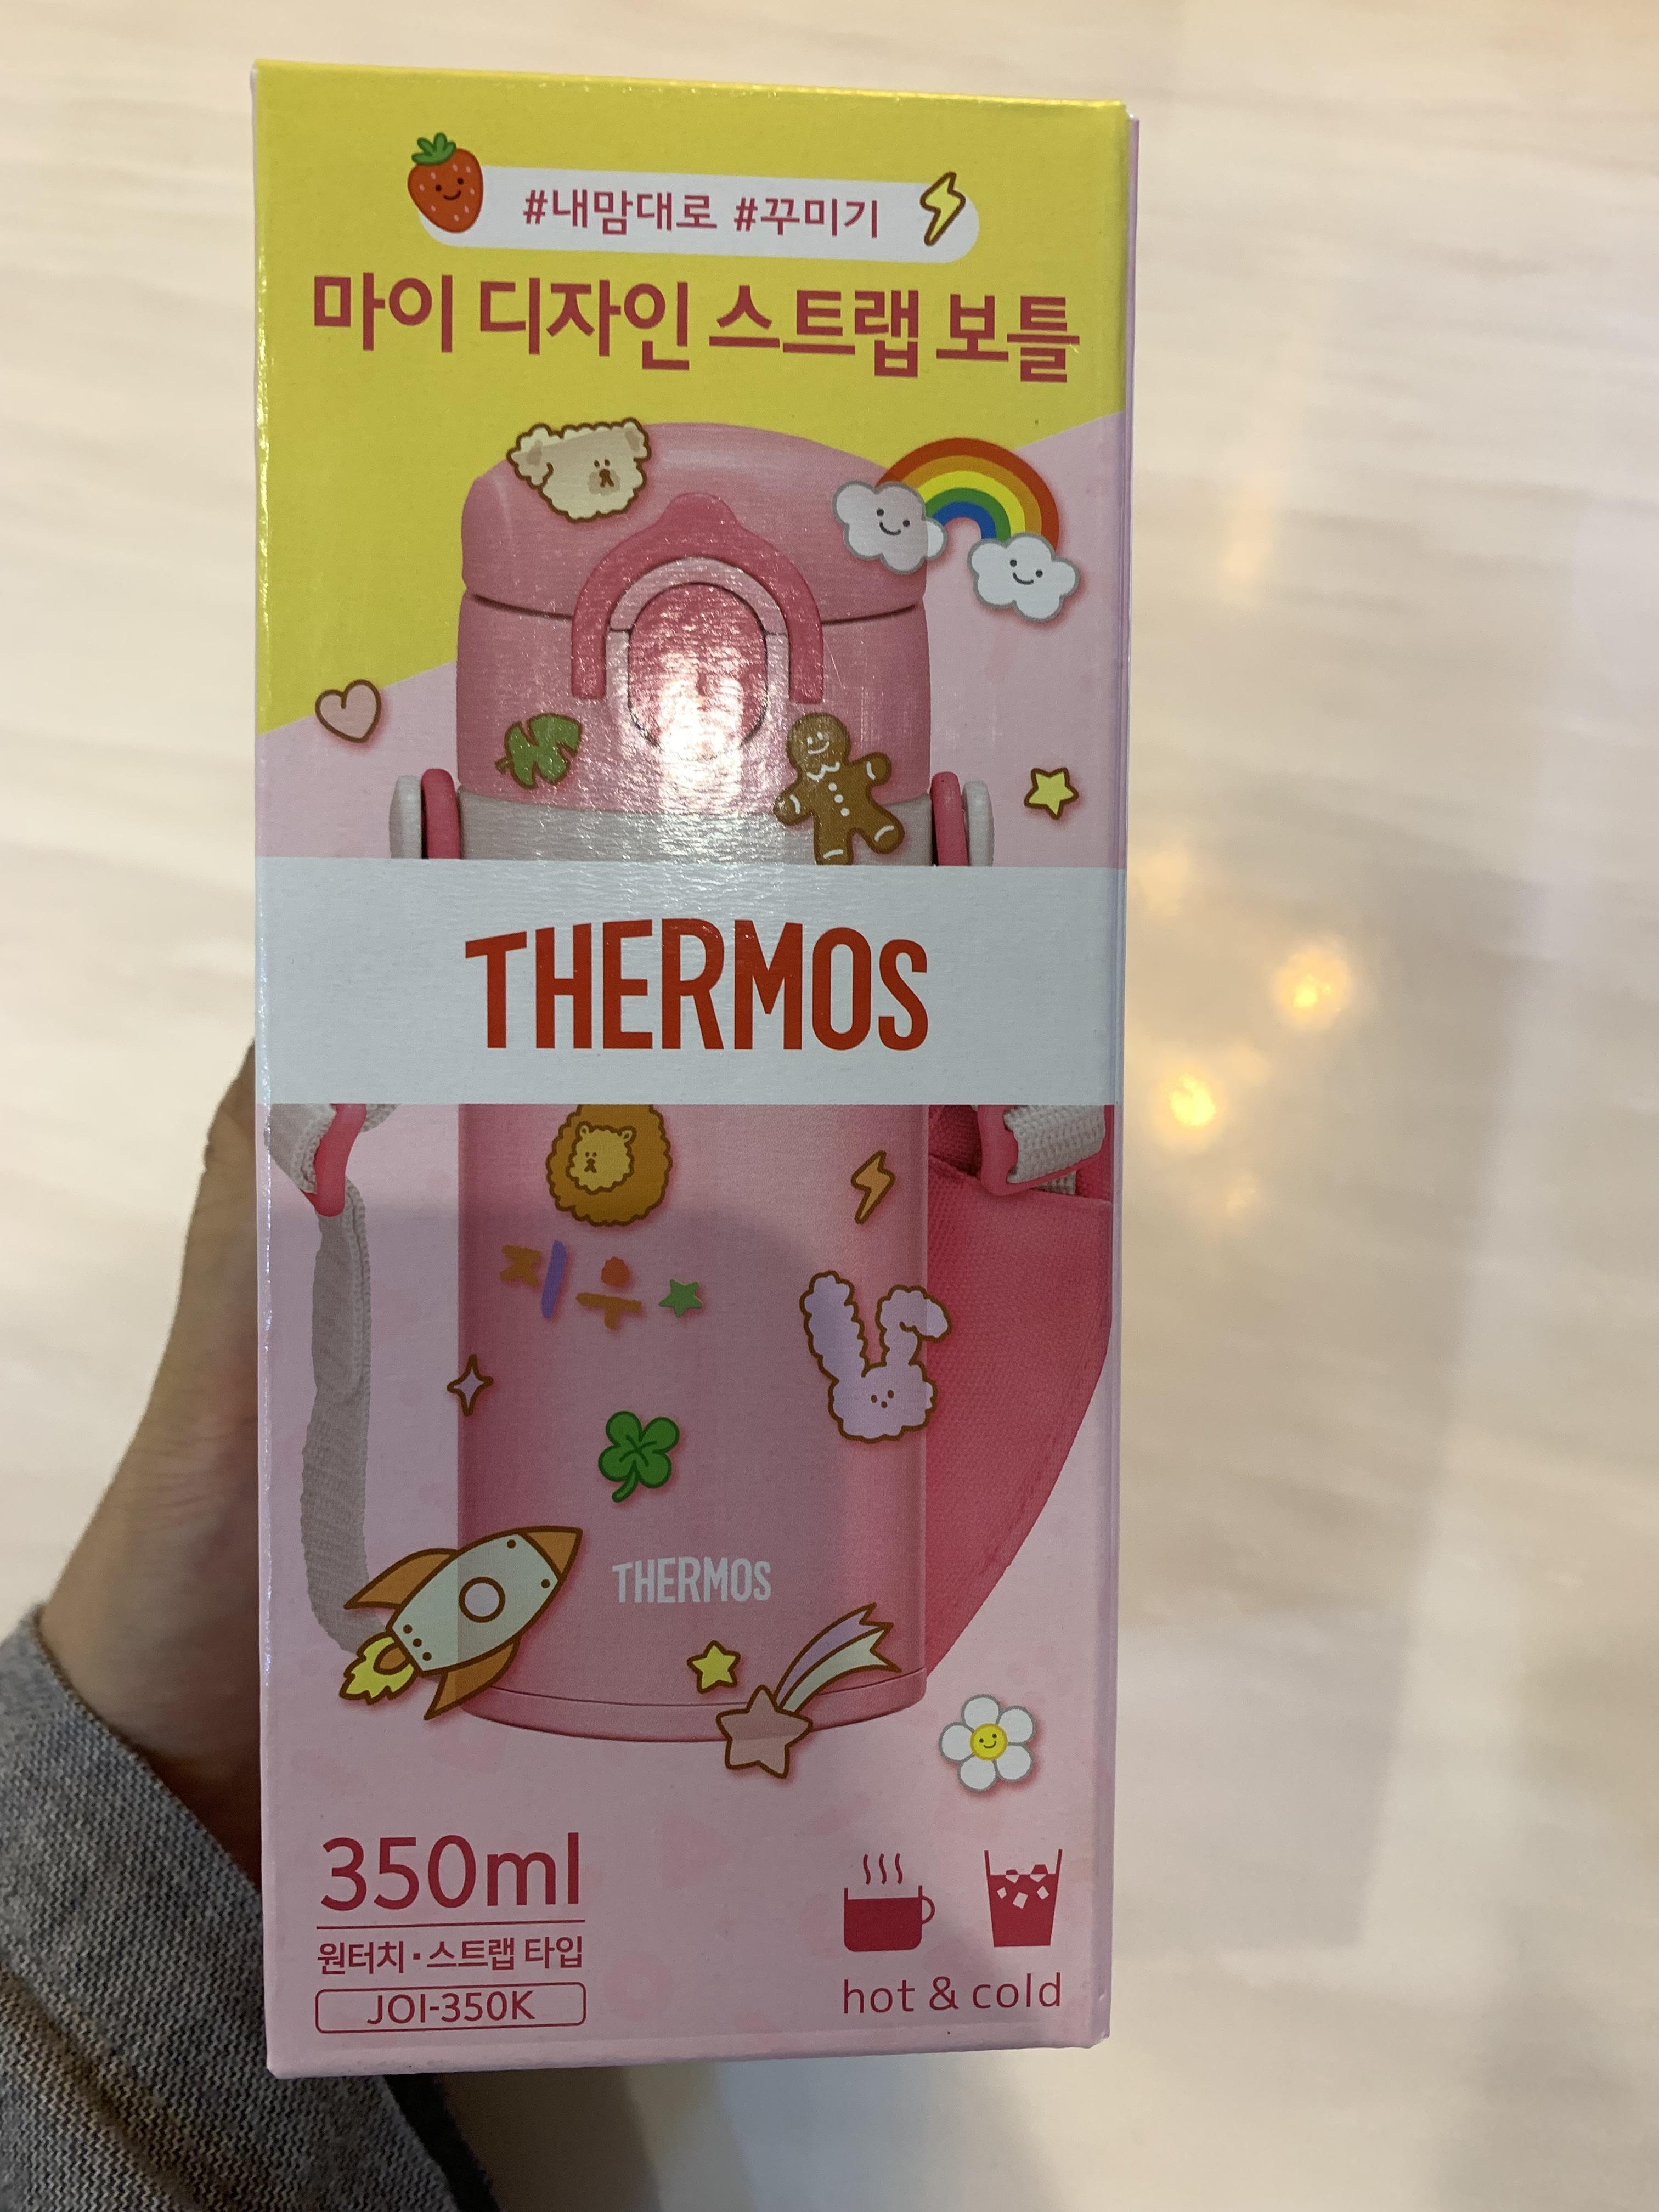 #내맘대로 #꾸미기
마이 디자인 스트랩 보틀
THERMOS
지우
THERMOS
350ml
원터치·스트랩 타입
JOI-350K
hot & cold